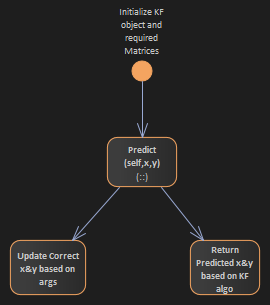 Initialize KF
object and
required
Matrices
Predict
(self,x,y)
{::}
Update Correct
x&y based on
args
Return
Predicted x&y
based on KF
algo